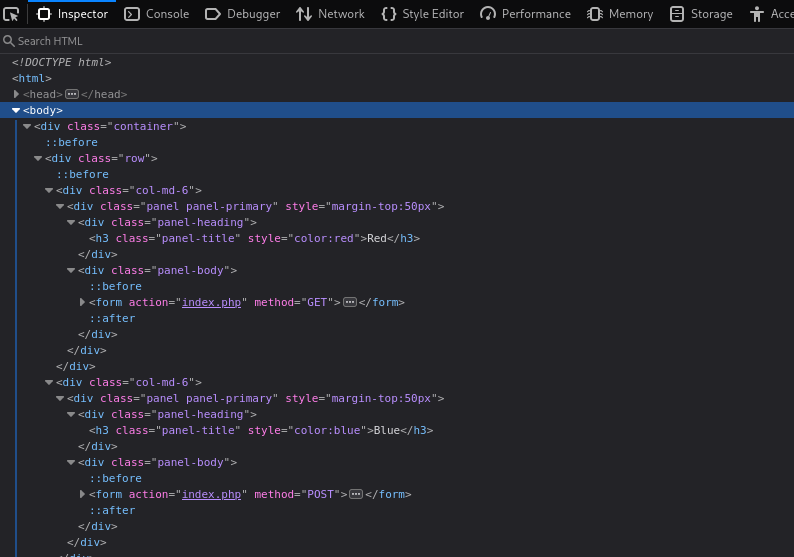 Inspector Console Debugger Network Style Editor Performance Memory Storage Acce
Search HTML
<!DOCTYPE html>
<html>
<head>···</head>
<body>
<div class="container">
::before
<div class="row">
::before
<div class="col-md-6">
<div class="panel panel-primary" style="margin-top:50px">
<div class="panel-heading">
<h3 class="panel-title" style="color:red">Red</h3>
</div>
<div class="panel-body">
::before
<form action="index.php" method="GET">···</form>
::after
</div>
</div>
</div>
<div class="col-md-6">
<div class="panel panel-primary" style="margin-top:50px">
<div class="panel-heading">
<h3 class="panel-title" style="color:blue">Blue</h3>
</div>
<div class="panel-body">
::before
<form action="index.php" method="POST">···</form>
::after
</div>
</div>
</div>